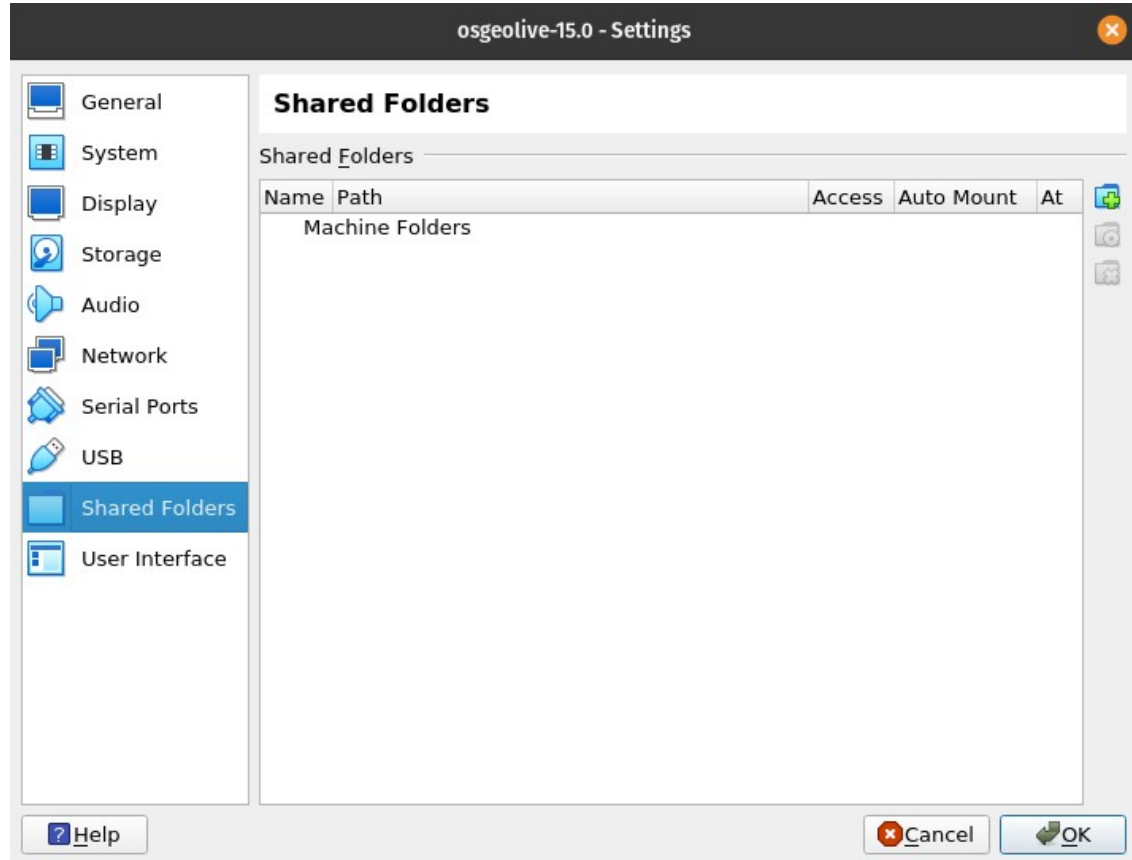 osgeolive-15.0 - Settings
General
System
Display
Storage
Audio
Network
Serial Ports
USB
Shared Folders
User Interface
Shared Folders
Shared Folders
Name Path Access Auto Mount At
Machine Folders
Help
Cancel
OK